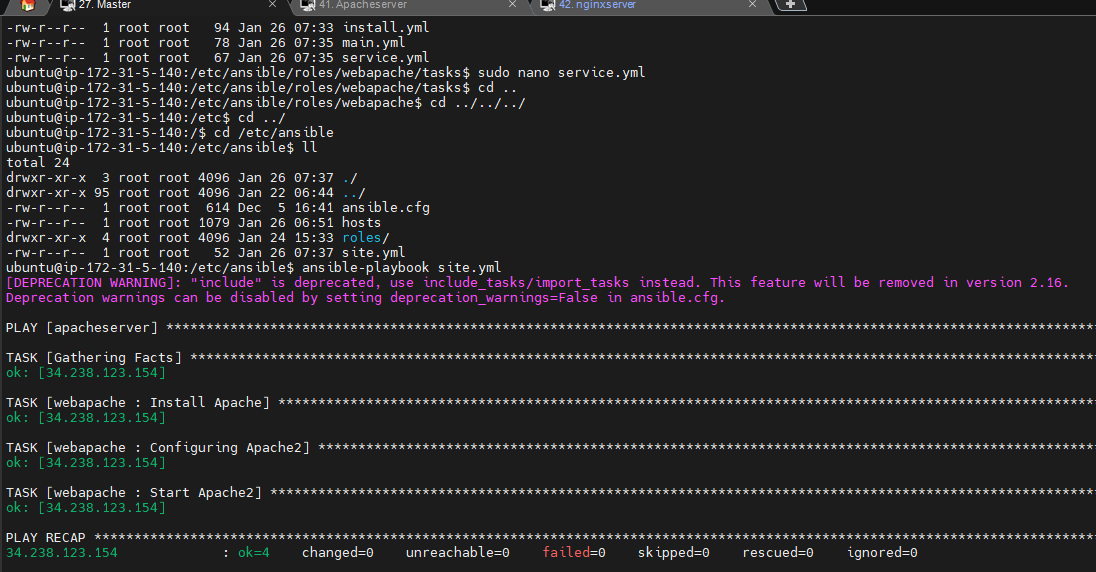 27. Master
41. Apacheserver
42. nginxserver
-rw-r--r--  1 root root   94 Jan 26 07:33 install.yml
-rw-r--r--  1 root root   78 Jan 26 07:35 main.yml
-rw-r--r--  1 root root   67 Jan 26 07:35 service.yml
ubuntu@ip-172-31-5-140:/etc/ansible/roles/webapache/tasks$ sudo nano service.yml
ubuntu@ip-172-31-5-140:/etc/ansible/roles/webapache/tasks$ cd ..
ubuntu@ip-172-31-5-140:/etc/ansible/roles/webapache$ cd ../../../
ubuntu@ip-172-31-5-140:/etc$ cd ../
ubuntu@ip-172-31-5-140:/$ cd /etc/ansible
ubuntu@ip-172-31-5-140:/etc/ansible$ ll
total 24
drwxr-xr-x  3 root root 4096 Jan 26 07:37 ./
drwxr-xr-x 95 root root 4096 Jan 22 06:44 ../
-rw-r--r--  1 root root  614 Dec  5 16:41 ansible.cfg
-rw-r--r--  1 root root 1079 Jan 26 06:51 hosts
drwxr-xr-x  4 root root 4096 Jan 24 15:33 roles/
-rw-r--r--  1 root root   52 Jan 26 07:37 site.yml
ubuntu@ip-172-31-5-140:/etc/ansible$ ansible-playbook site.yml
[DEPRECATION WARNING]: "include" is deprecated, use include_tasks/import_tasks instead. This feature will be removed in version 2.16.
Deprecation warnings can be disabled by setting deprecation_warnings=False in ansible.cfg.
PLAY [apacheserver] ********************************************************************************************************************
TASK [Gathering Facts] *****************************************************************************************************************
ok: [34.238.123.154]
TASK [webapache : Install Apache] ******************************************************************************************************
ok: [34.238.123.154]
TASK [webapache : Configuring Apache2] *************************************************************************************************
ok: [34.238.123.154]
TASK [webapache : Start Apache2] *******************************************************************************************************
ok: [34.238.123.154]
PLAY RECAP *****************************************************************************************************************************
34.238.123.154             : ok=4    changed=0    unreachable=0    failed=0    skipped=0    rescued=0    ignored=0